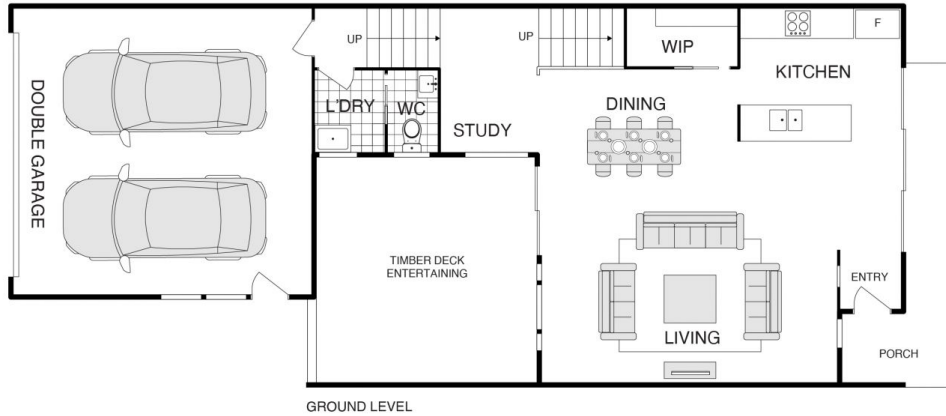 DOUBLE GARAGE
UP
UP
WIP
F
KITCHEN
L'DRY
WC
STUDY
DINING
TIMBER DECK
ENTERTAINING
LIVING
ENTRY
PORCH
GROUND LEVEL